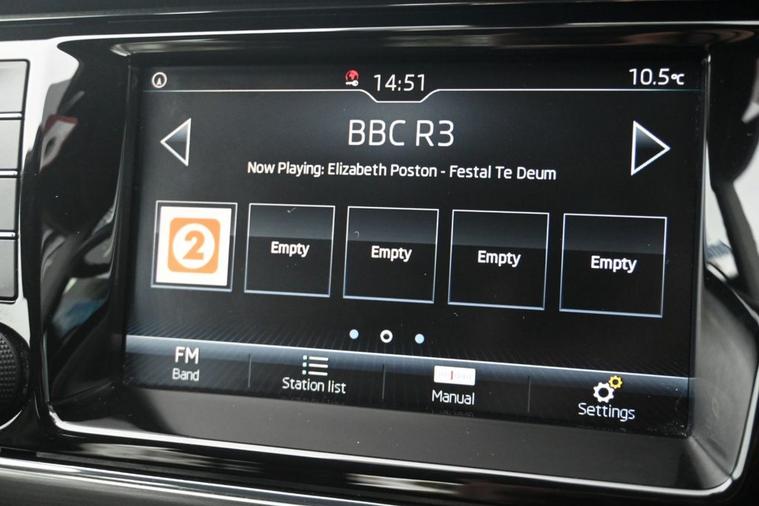 14:51
10.5°C
BBC R3
Now Playing: Elizabeth Poston - Festal Te Deum
2
Empty
Empty
Empty
Empty
FM
Band
Station list
Manual
Settings